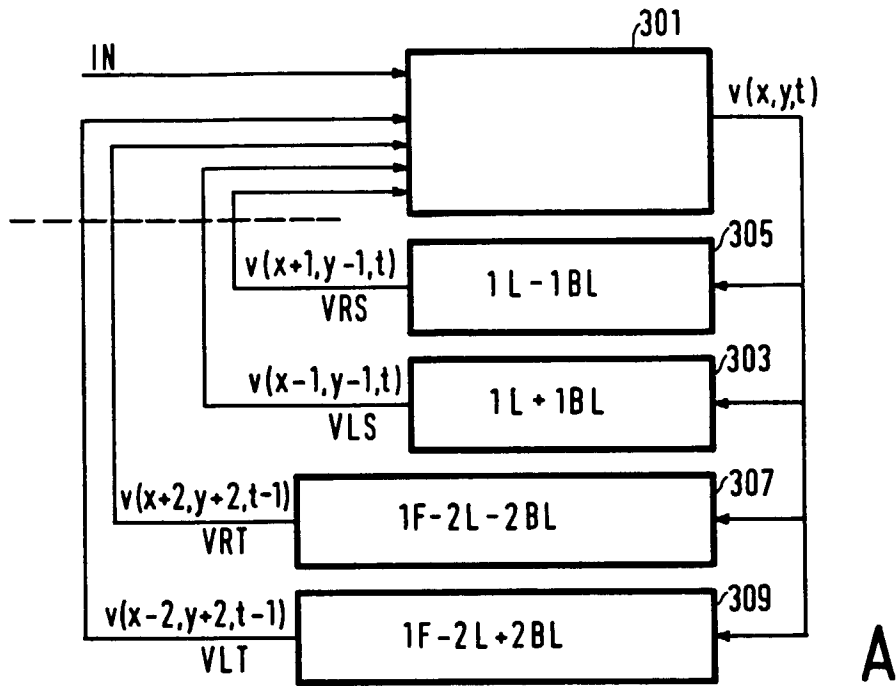 301
IN
v(x,y,t)
305
v(x+1,y-1,t)
1L-1BL
VRS
303
v(x-1,y-1,t)
1L+1BL
VLS
307
v(x+2,y+2,t-1)
1F-2L-2BL
VRT
309
v(x-2,y+2,t-1)
1F-2L+2BL
VLT
A